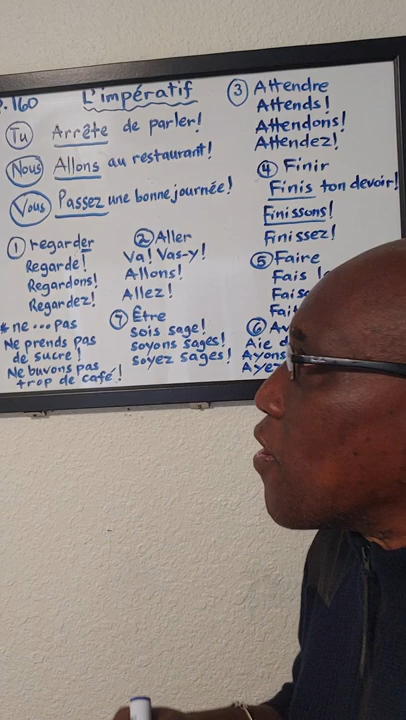 P.160 L'impératif
Tu Arrête de parler!
Nous Allons au restaurant!
Vous Passez une bonne journée!
1 regarder
Regarde!
Regardons!
Regardez!
* ne ... pas
Ne prends pas
de sucre!
Ne buvons pas
trop de café!
2 Aller
Va! Vas-y!
Allons!
Allez!
7 Être
Sois sage!
soyons sages!
soyez sages!
3 Attendre
Attends!
Attendons!
Attendez!
4 Finir
Finis ton devoir!
Finissons!
Finissez!
5 Faire
Fais
6
Aie
Ayons